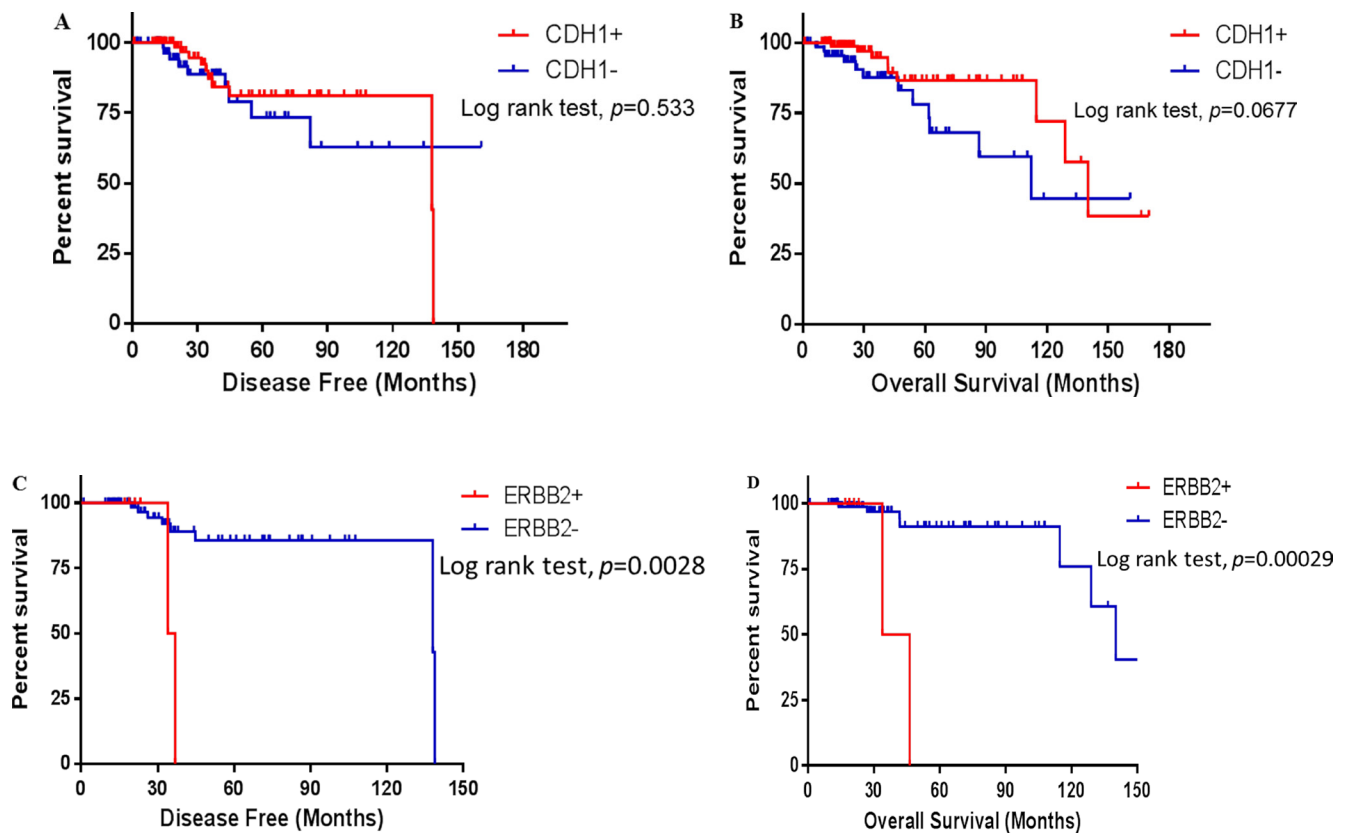 A
CDH1+
CDH1-
Log rank test, p=0.533
Percent survival
100
75
50
25
0
0 30 60 90 120 150 180
Disease Free (Months)
B
CDH1+
CDH1-
Log rank test, p=0.0677
Percent survival
100
75
50
25
0
0 30 60 90 120 150 180
Overall Survival (Months)
C
ERBB2+
ERBB2-
Log rank test, p=0.0028
Percent survival
100
75
50
25
0
0 30 60 90 120 150
Disease Free (Months)
D
ERBB2+
ERBB2-
Log rank test, p=0.00029
Percent survival
100
75
50
25
0
0 30 60 90 120 150
Overall Survival (Months)